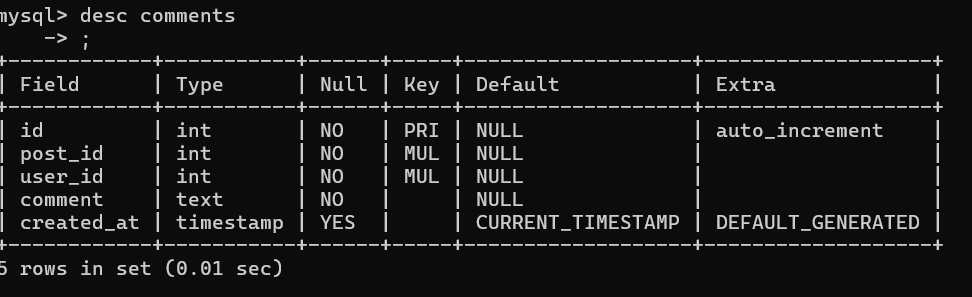 mysql> desc comments
    -> ;
+------------+-----------+------+-----+-------------------+-------------------+
| Field      | Type      | Null | Key | Default           | Extra             |
+------------+-----------+------+-----+-------------------+-------------------+
| id         | int       | NO   | PRI | NULL              | auto_increment    |
| post_id    | int       | NO   | MUL | NULL              |                   |
| user_id    | int       | NO   | MUL | NULL              |                   |
| comment    | text      | NO   |     | NULL              |                   |
| created_at | timestamp | YES  |     | CURRENT_TIMESTAMP | DEFAULT_GENERATED |
+------------+-----------+------+-----+-------------------+-------------------+
5 rows in set (0.01 sec)